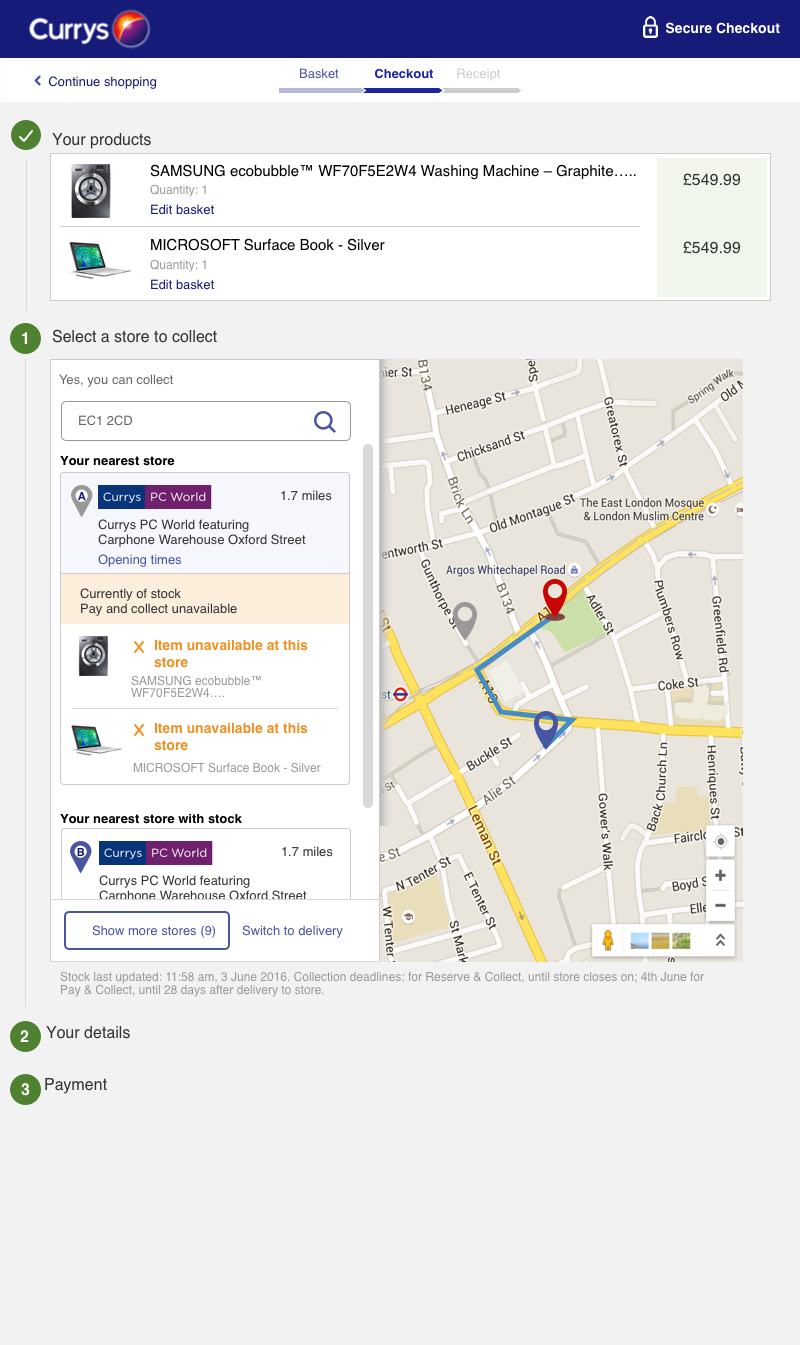 Currys
Secure Checkout
Continue shopping
Basket
Checkout
Receipt
Your products
SAMSUNG ecobubble™ WF70F5E2W4 Washing Machine – Graphite…..
£549.99
Quantity: 1
Edit basket
MICROSOFT Surface Book - Silver
£549.99
Quantity: 1
Edit basket
1
Select a store to collect
Yes, you can collect
EC1 2CD
Your nearest store
A
Currys PC World
1.7 miles
Currys PC World featuring
Carphone Warehouse Oxford Street
Opening times
Currently of stock
Pay and collect unavailable
Item unavailable at this
store
SAMSUNG ecobubble™
WF70F5E2W4….
Item unavailable at this
store
MICROSOFT Surface Book - Silver
Your nearest store with stock
B
Currys PC World
1.7 miles
Currys PC World featuring
Carphone Warehouse Oxford Street
Show more stores (9)
Switch to delivery
nier St
B134
Heneage St
Chicksand St
Greatorex St
Spring Walk
Old M
Brick Ln
Old Montague St
The East London Mosque
& London Muslim Centre
entworth St
Gunthorpe St
Argos Whitechapel Road
B134
Adler St
Plumbers Row
Greenfield Rd
Coke St
st
Buckle St
Alie St
Back Church Ln
Henriques St
Leman St
Gower's Walk
Fairclo
St
e St
N Tenter St
E Tenter St
W Tenter
St Mark
Boyd S
Elle
Stock last updated: 11:58 am, 3 June 2016. Collection deadlines: for Reserve & Collect, until store closes on; 4th June for
Pay & Collect, until 28 days after delivery to store.
2
Your details
3
Payment